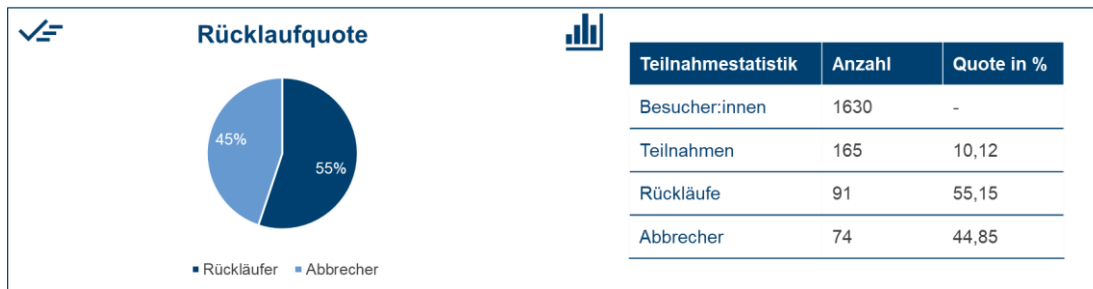 Rücklaufquote
45%
55%
Rückläufer Abbrecher
Teilnahmestatistik Anzahl Quote in %
Besucher:innen 1630 -
Teilnahmen 165 10,12
Rückläufe 91 55,15
Abbrecher 74 44,85